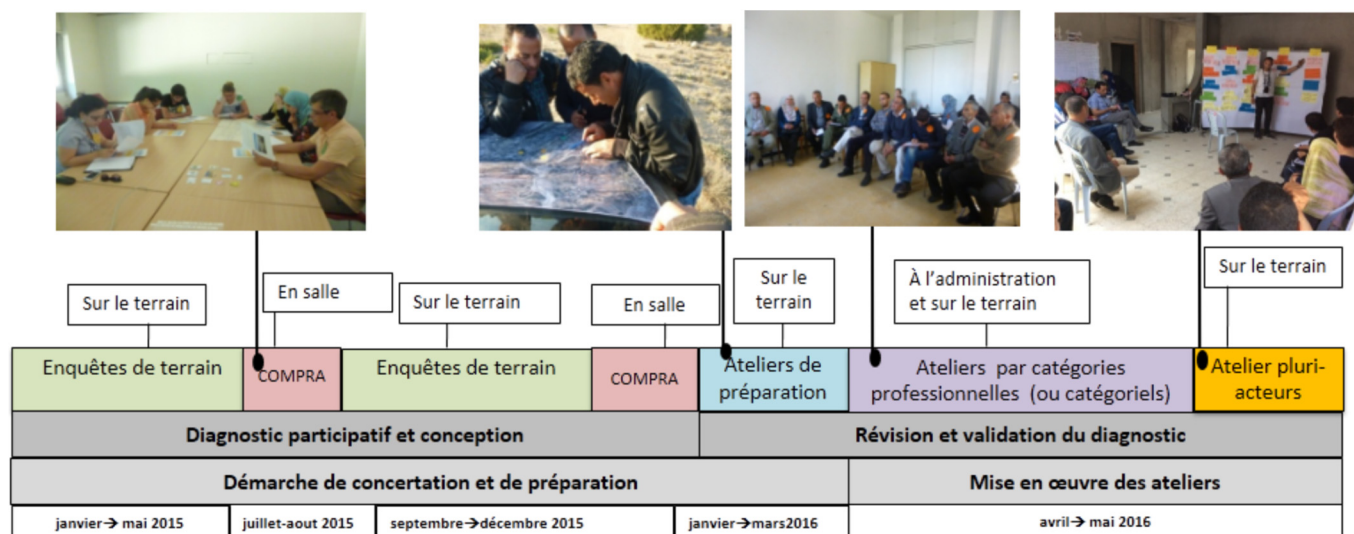 Sur le terrain
En salle
Sur le terrain
En salle
Sur le
terrain
À l'administration
et sur le terrain
Sur le terrain
Enquêtes de terrain
COMPRA
Enquêtes de terrain
COMPRA
Ateliers de
préparation
Ateliers par catégories
professionnelles (ou catégoriels)
Atelier pluri-
acteurs
Diagnostic participatif et conception
Révision et validation du diagnostic
Démarche de concertation et de préparation
Mise en œuvre des ateliers
janvier→ mai 2015
juillet-aout 2015
septembre→décembre 2015
janvier→mars2016
avril→ mai 2016